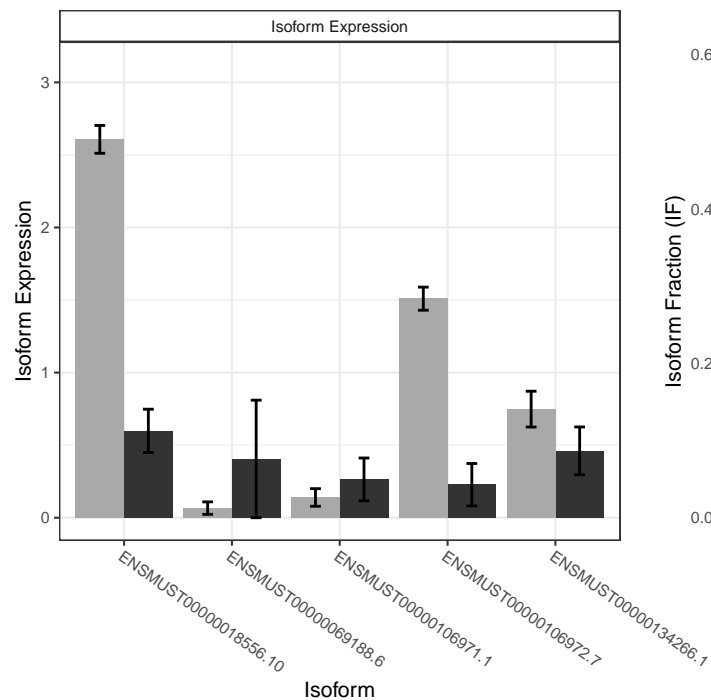 Isoform Expression
Isoform Expression
3
2
1
0
ENSMUST00000018556.10
ENSMUST00000069188.6
ENSMUST00000106971.1
ENSMUST00000106972.7
ENSMUST00000134266.1
Isoform
Isoform Fraction (IF)
0.6
0.4
0.2
0.0